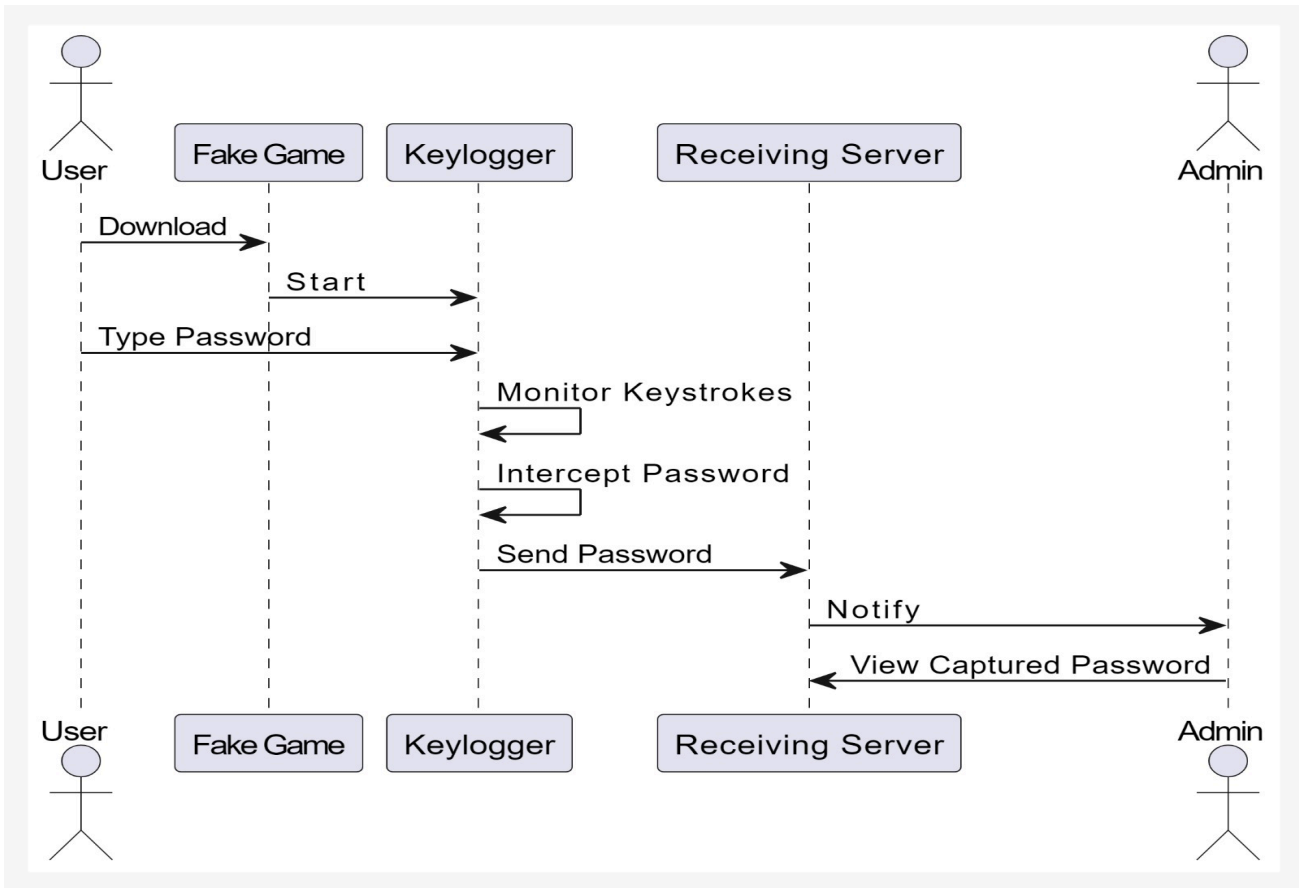 User
Fake Game
Keylogger
Receiving Server
Admin
Download
Start
Type Password
Monitor Keystrokes
Intercept Password
Send Password
Notify
View Captured Password
User
Fake Game
Keylogger
Receiving Server
Admin